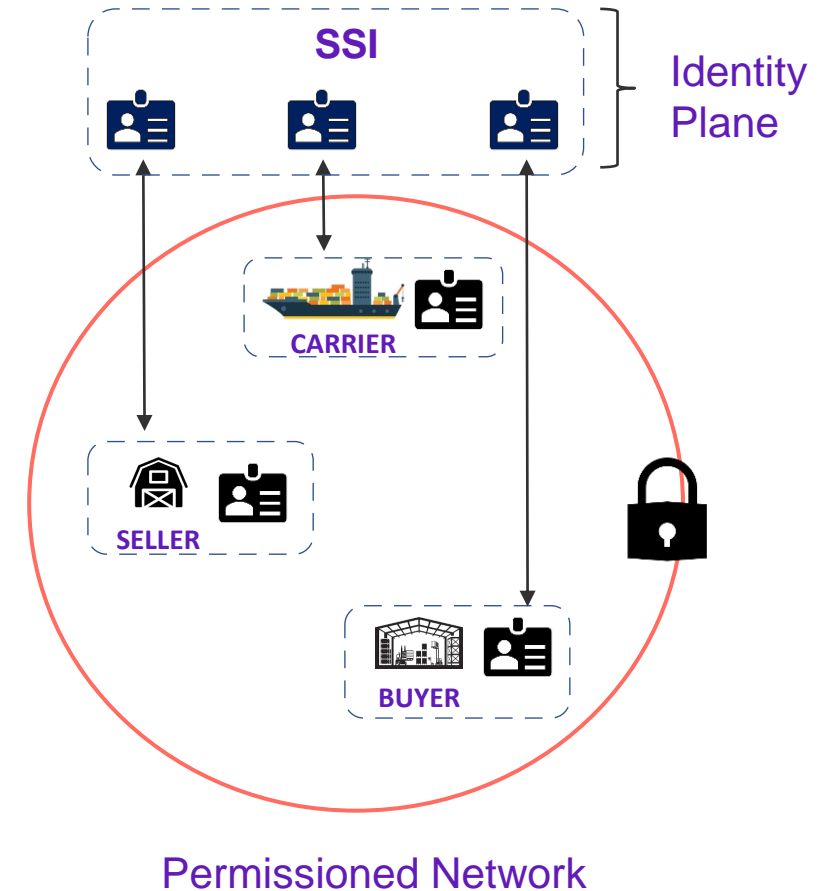 SSI
Identity
Plane
CARRIER
SELLER
BUYER
Permissioned Network